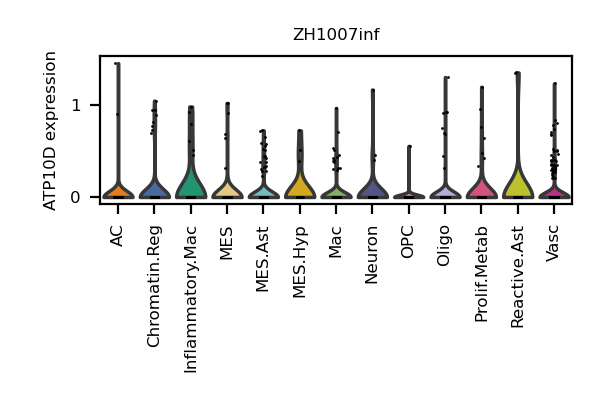 ZH1007inf
ATP10D expression
1
0
AC
Chromatin.Reg
Inflammatory.Mac
MES
MES.Ast
MES.Hyp
Mac
Neuron
OPC
Oligo
Prolif.Metab
Reactive.Ast
Vasc